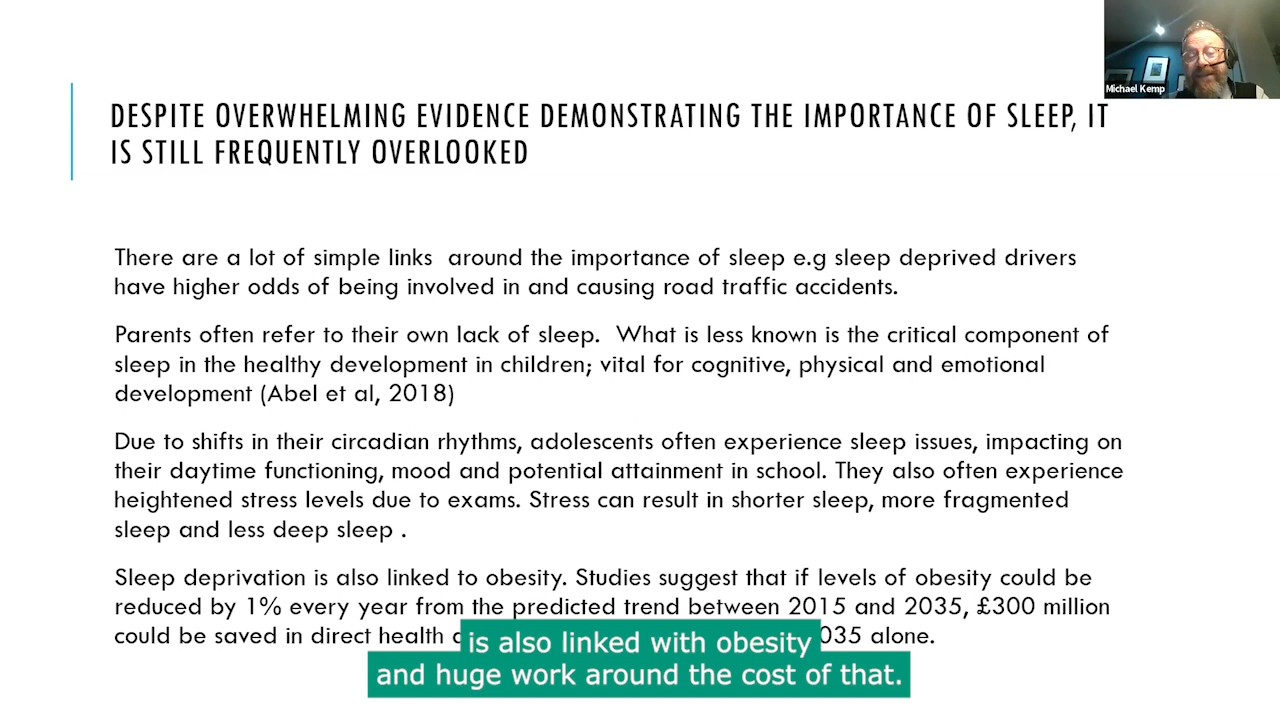 Michael Kemp
DESPITE OVERWHELMING EVIDENCE DEMONSTRATING THE IMPORTANCE OF SLEEP, IT
IS STILL FREQUENTLY OVERLOOKED
There are a lot of simple links around the importance of sleep e.g sleep deprived drivers
have higher odds of being involved in and causing road traffic accidents.
Parents often refer to their own lack of sleep. What is less known is the critical component of
sleep in the healthy development in children; vital for cognitive, physical and emotional
development (Abel et al, 2018)
Due to shifts in their circadian rhythms, adolescents often experience sleep issues, impacting on
their daytime functioning, mood and potential attainment in school. They also often experience
heightened stress levels due to exams. Stress can result in shorter sleep, more fragmented
sleep and less deep sleep .
Sleep deprivation is also linked to obesity. Studies suggest that if levels of obesity could be
reduced by 1% every year from the predicted trend between 2015 and 2035, £300 million
could be saved in direct health 035 alone.
is also linked with obesity
and huge work around the cost of that.